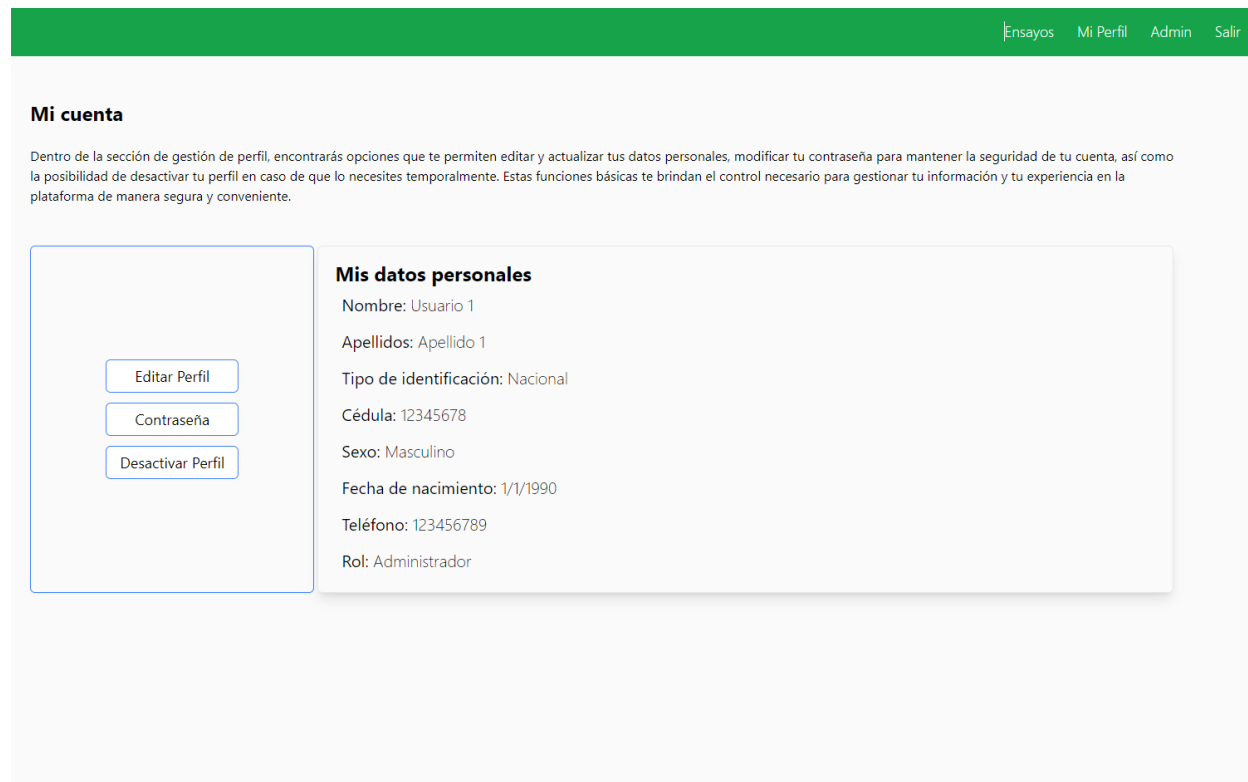 Ensayos Mi Perfil Admin Salir
Mi cuenta
Dentro de la sección de gestión de perfil, encontrarás opciones que te permiten editar y actualizar tus datos personales, modificar tu contraseña para mantener la seguridad de tu cuenta, así como
la posibilidad de desactivar tu perfil en caso de que lo necesites temporalmente. Estas funciones básicas te brindan el control necesario para gestionar tu información y tu experiencia en la
plataforma de manera segura y conveniente.
Editar Perfil
Contraseña
Desactivar Perfil
Mis datos personales
Nombre: Usuario 1
Apellidos: Apellido 1
Tipo de identificación: Nacional
Cédula: 12345678
Sexo: Masculino
Fecha de nacimiento: 1/1/1990
Teléfono: 123456789
Rol: Administrador